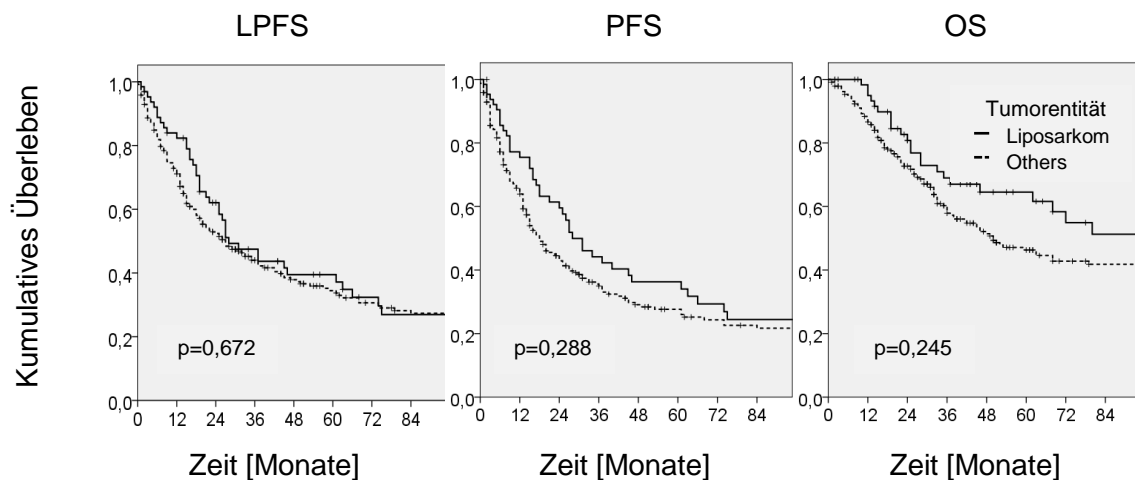 LPFS PFS OS
Kumulatives Überleben
1,0
0,8
0,6
0,4
0,2
0,0
p=0,672
0 12 24 36 48 60 72 84
Zeit [Monate]
1,0
0,8
0,6
0,4
0,2
0,0
p=0,288
0 12 24 36 48 60 72 84
Zeit [Monate]
1,0
0,8
0,6
0,4
0,2
0,0
Tumorentität
Liposarkom
Others
p=0,245
0 12 24 36 48 60 72 84
Zeit [Monate]